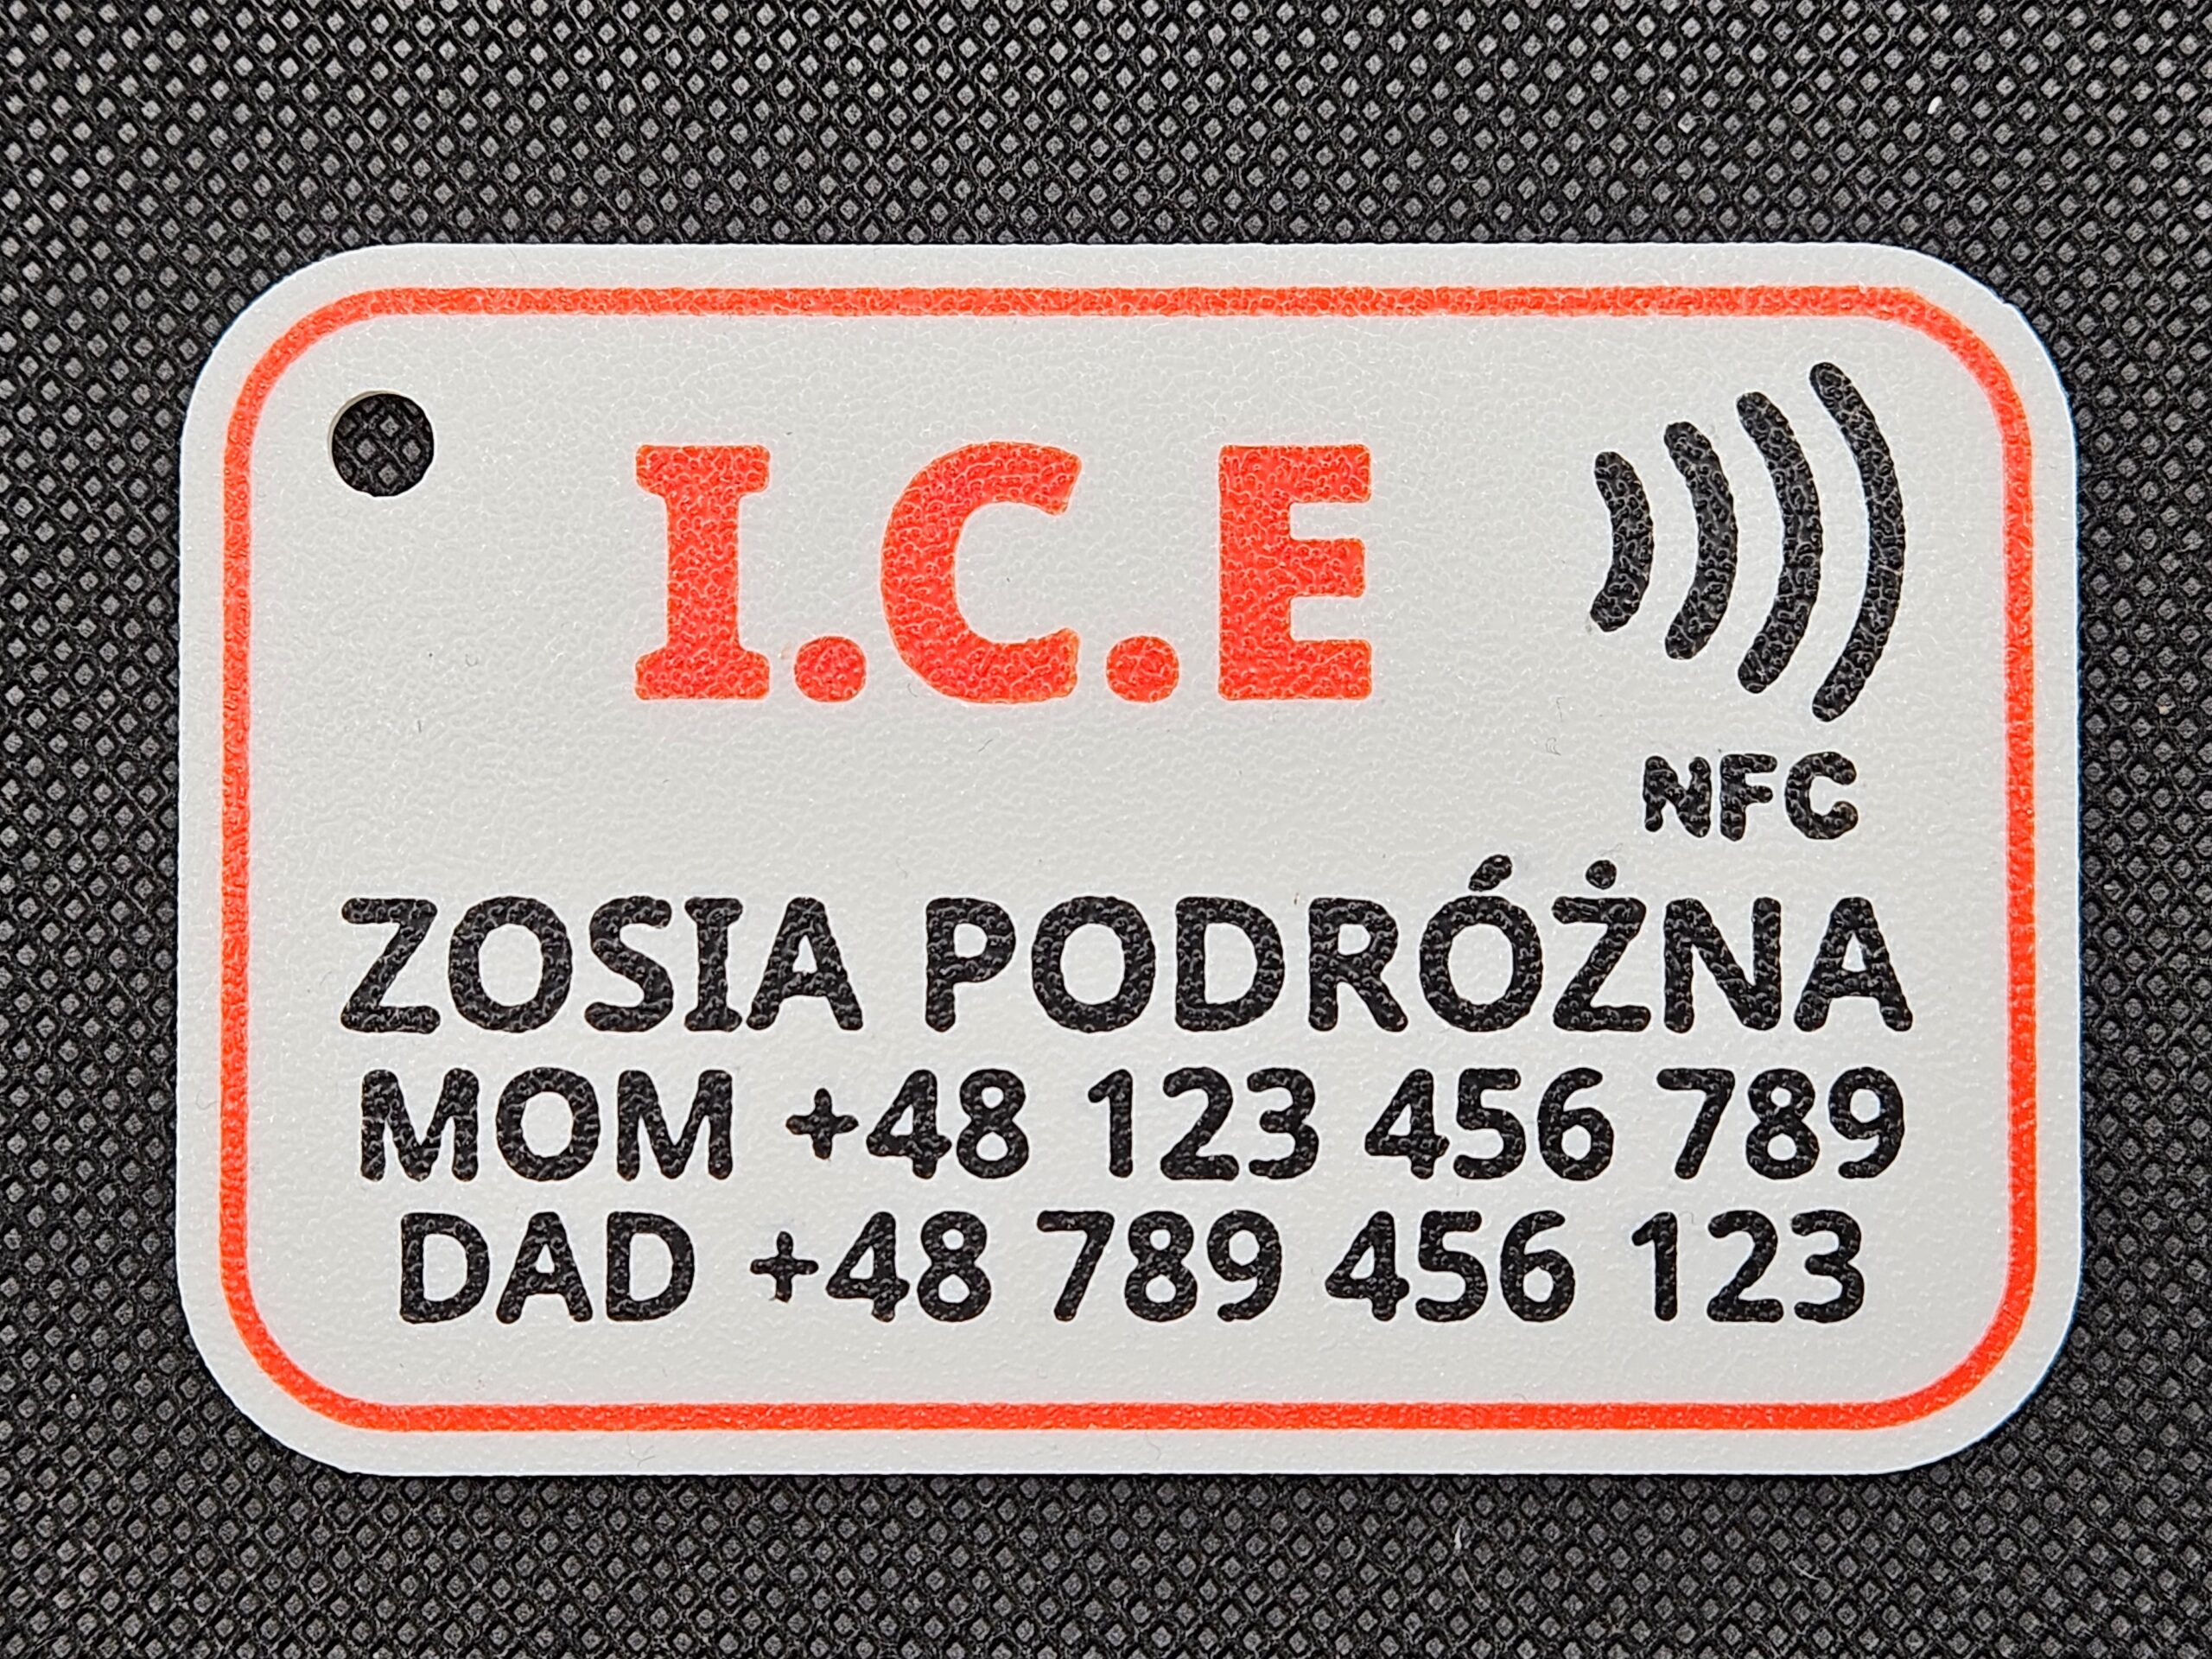 I.C.E
NFC
ZOSIA PODRÓŻNA
MOM +48 123 456 789
DAD +48 789 456 123